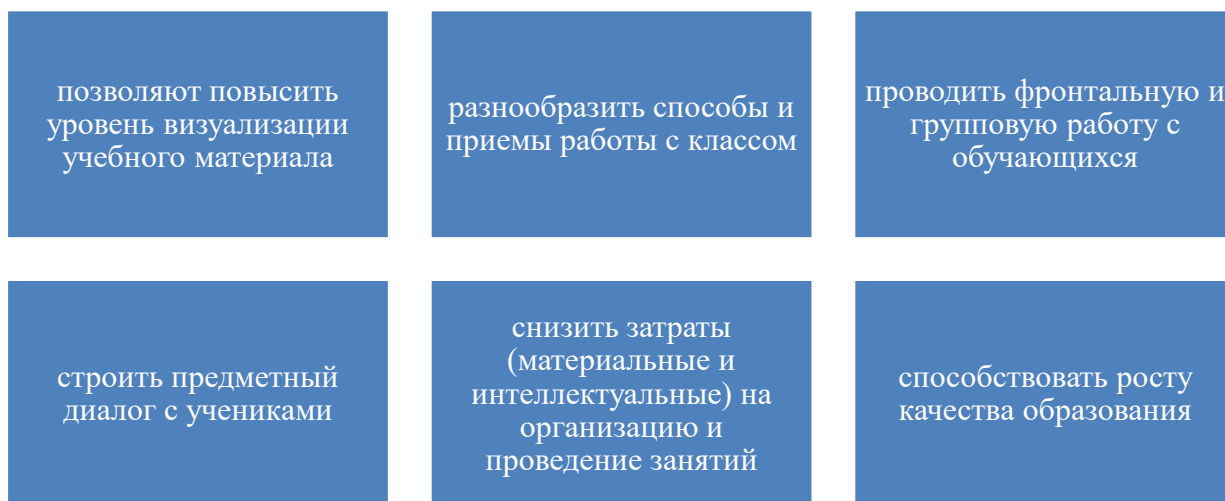 позволяют повысить
уровень визуализации
учебного материала
разнообразить способы и
приемы работы с классом
проводить фронтальную и
групповую работу с
обучающихся
строить предметный
диалог с учениками
снизить затраты
(материальные и
интеллектуальные) на
организацию и
проведение занятий
способствовать росту
качества образования